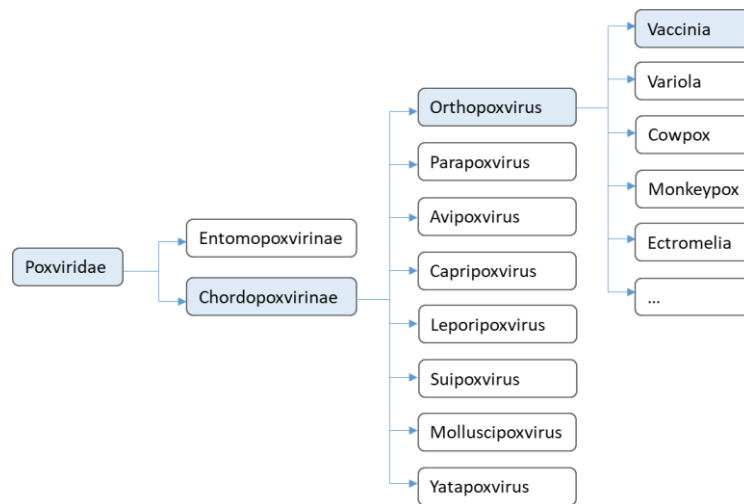 Poxviridae
Entomopoxvirinae
Chordopoxvirinae
Orthopoxvirus
Parapoxvirus
Avipoxvirus
Capripoxvirus
Leporipoxvirus
Suipoxvirus
Molluscipoxvirus
Yatapoxvirus
Vaccinia
Variola
Cowpox
Monkeypox
Ectromelia
...